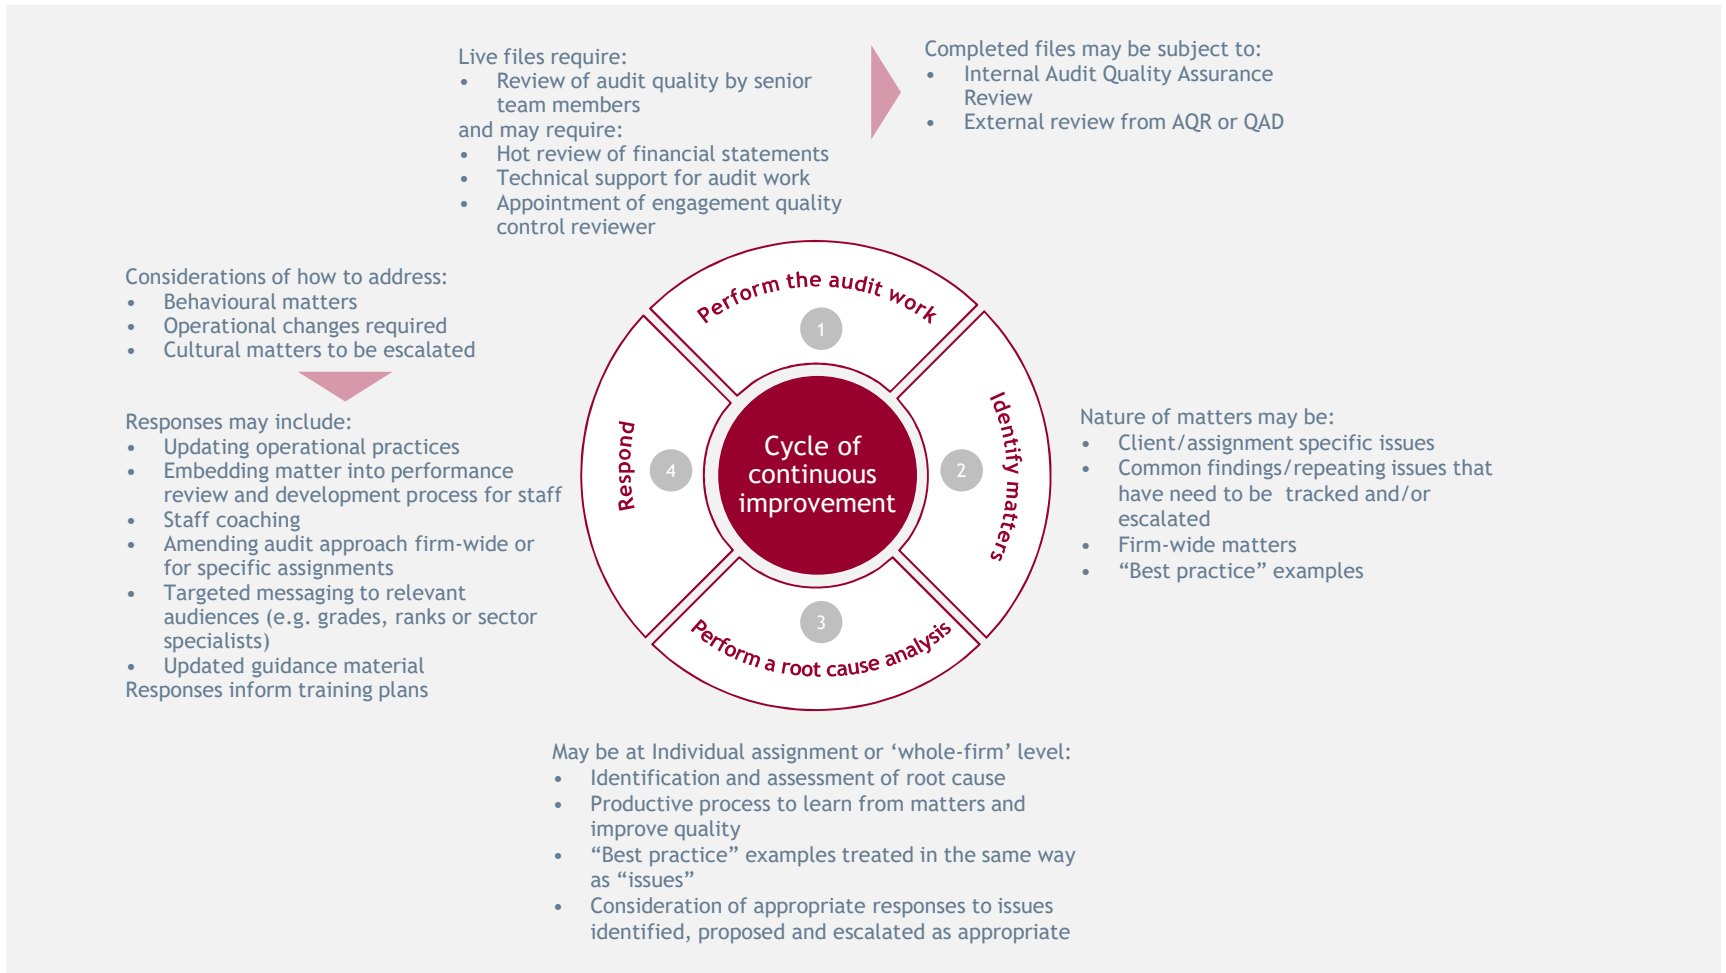 Live files require:
• Review of audit quality by senior
team members
and may require:
• Hot review of financial statements
• Technical support for audit work
• Appointment of engagement quality
control reviewer
Completed files may be subject to:
• Internal Audit Quality Assurance
Review
• External review from AQR or QAD
Considerations of how to address:
• Behavioural matters
• Operational changes required
• Cultural matters to be escalated
Responses may include:
• Updating operational practices
• Embedding matter into performance
review and development process for staff
• Staff coaching
• Amending audit approach firm-wide or
for specific assignments
• Targeted messaging to relevant
audiences (e.g. grades, ranks or sector
specialists)
• Updated guidance material
Responses inform training plans
Perform the audit work
1
Identify matters
2
Perform a root cause analysis
3
Respond
4
Cycle of
continuous
improvement
Nature of matters may be:
• Client/assignment specific issues
• Common findings/repeating issues that
have need to be tracked and/or
escalated
• Firm-wide matters
• “Best practice” examples
May be at Individual assignment or ‘whole-firm’ level:
• Identification and assessment of root cause
• Productive process to learn from matters and
improve quality
• “Best practice” examples treated in the same way
as “issues”
• Consideration of appropriate responses to issues
identified, proposed and escalated as appropriate